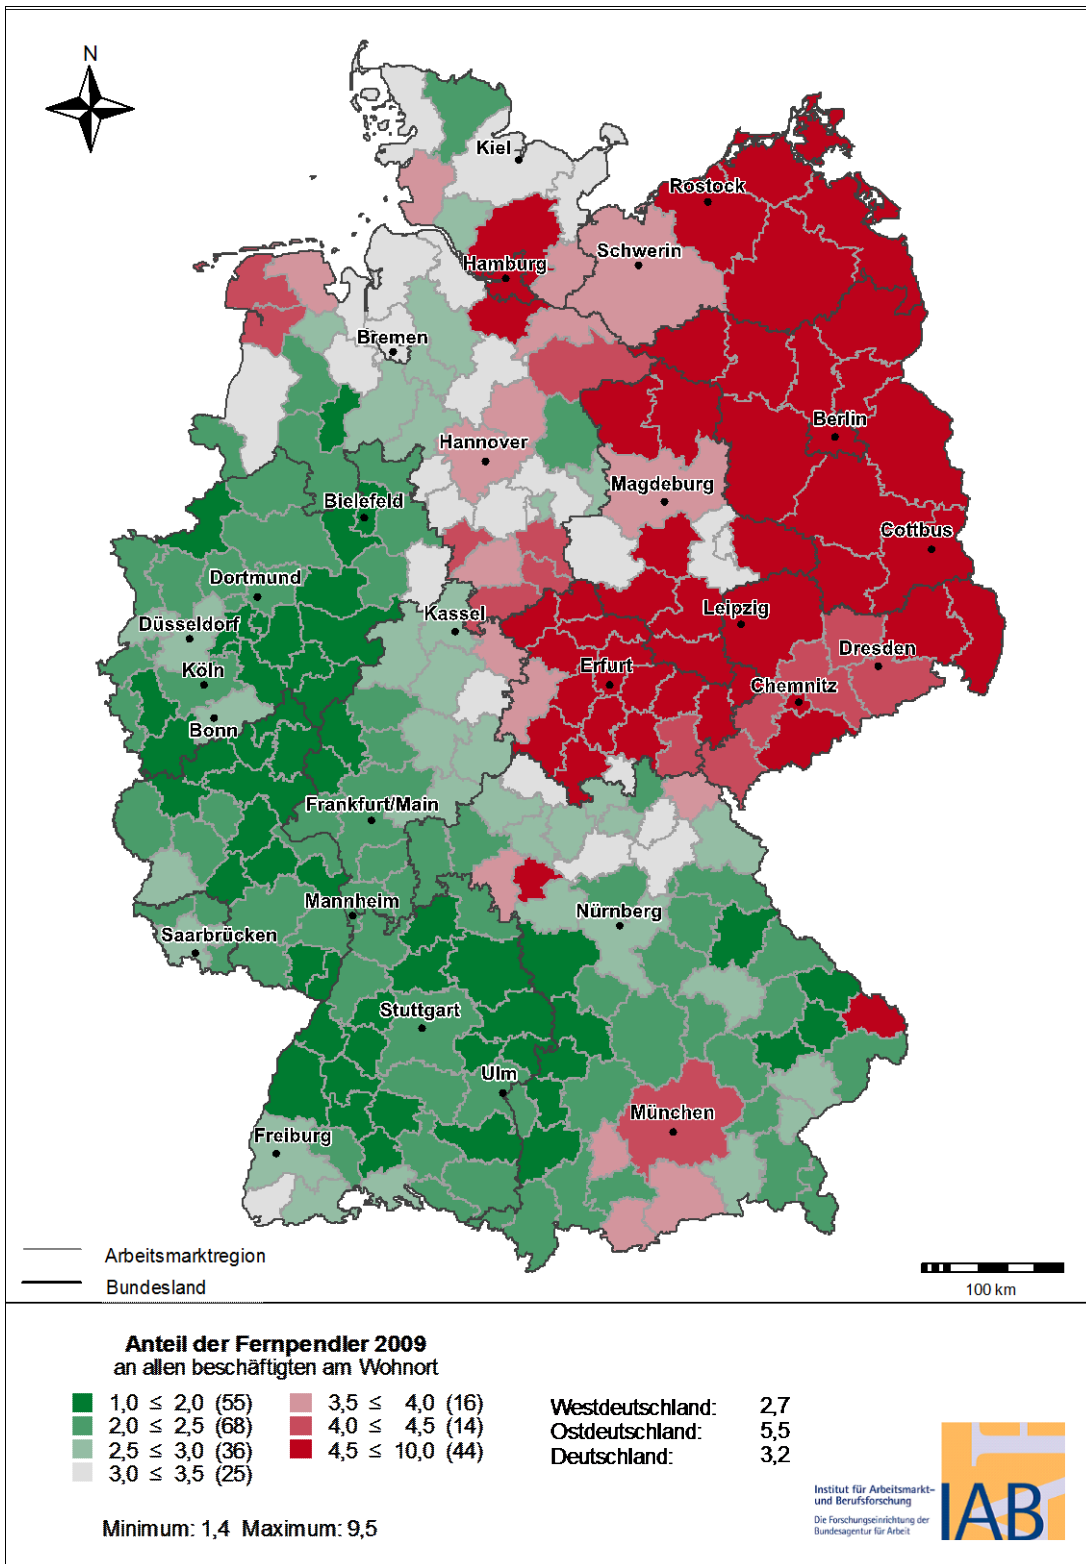 N
Kiel
Rostock
Schwerin
Hamburg
Bremen
Berlin
Hannover
Magdeburg
Bielefeld
Cottbus
Dortmund
Leipzig
Düsseldorf
Kassel
Dresden
Köln
Erfurt
Chemnitz
Bonn
Frankfurt/Main
Mannheim
Nürnberg
Saarbrücken
Stuttgart
Ulm
München
Freiburg
Arbeitsmarktregion
Bundesland
100 km
Anteil der Fernpendler 2009
an allen beschäftigten am Wohnort
1,0 ≤ 2,0 (55)
2,0 ≤ 2,5 (68)
2,5 ≤ 3,0 (36)
3,0 ≤ 3,5 (25)
3,5 ≤ 4,0 (16)
4,0 ≤ 4,5 (14)
4,5 ≤ 10,0 (44)
Westdeutschland: 2,7
Ostdeutschland: 5,5
Deutschland: 3,2
Minimum: 1,4 Maximum: 9,5
Institut für Arbeitsmarkt-
und Berufsforschung
Die Forschungseinrichtung der
Bundesagentur für Arbeit
IAB